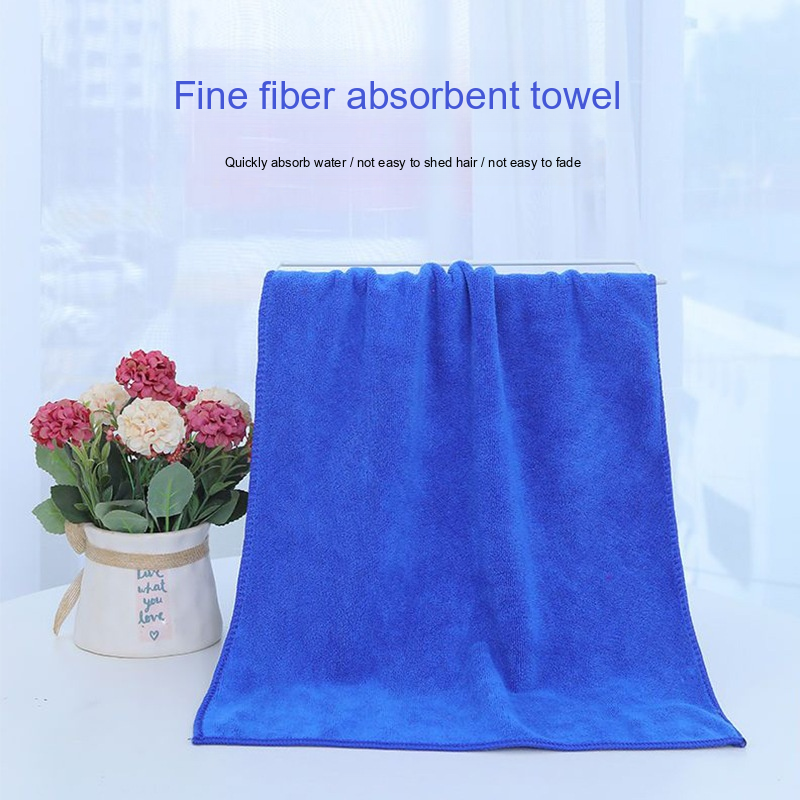 Fine fiber absorbent towel
Quickly absorb water / not easy to shed hair / not easy to fade
Live
what
you
love